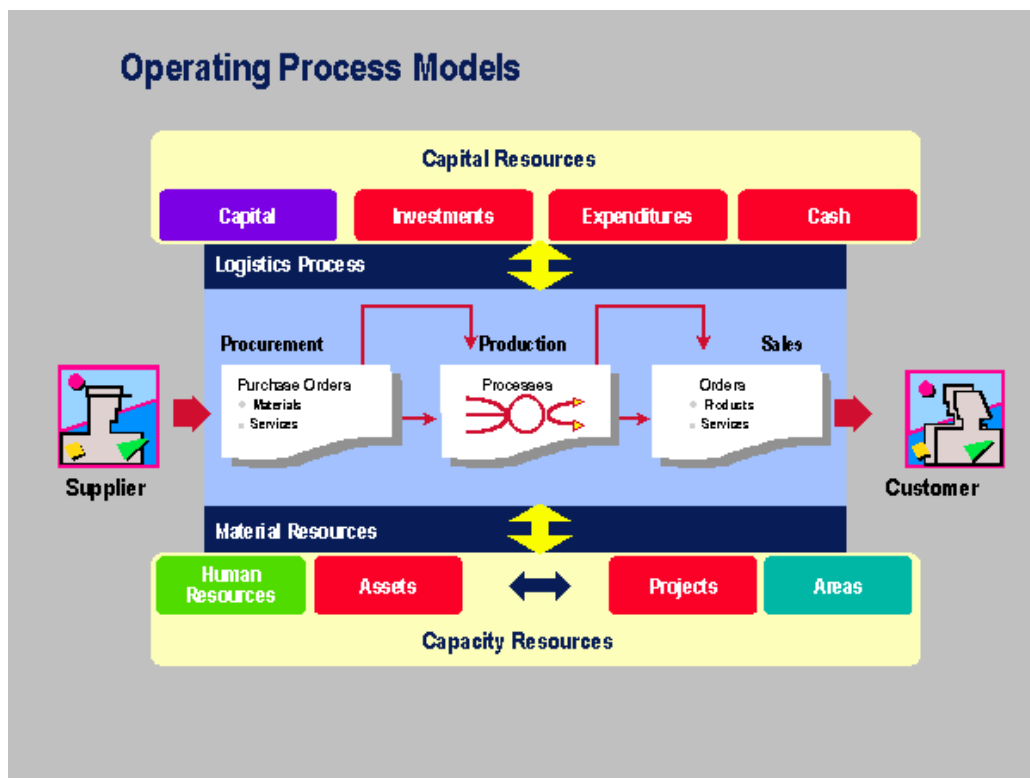 Operating Process Models
Capital Resources
Capital
Investments
Expenditures
Cash
Logistics Process
Procurement
Production
Sales
Purchase Orders
Materials
Services
Processes
Orders
Products
Services
Supplier
Customer
Material Resources
Human
Resources
Assets
Projects
Areas
Capacity Resources